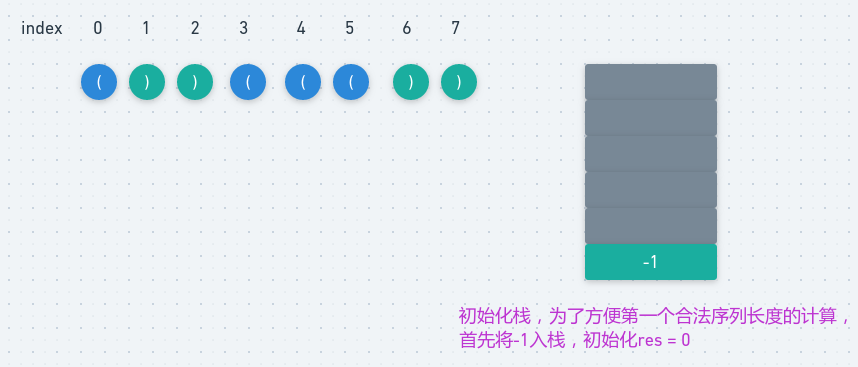 index 0 1 2 3 4 5 6 7
( ) ) ( ( ( ) )
-1
初始化栈，为了方便第一个合法序列长度的计算，
首先将-1入栈，初始化res = 0